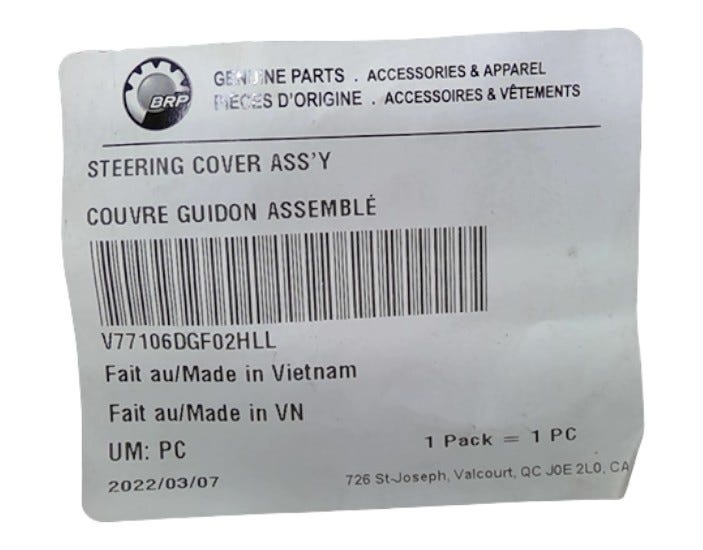 BRP
GENUINE PARTS . ACCESSORIES & APPAREL
PIÈCES D'ORIGINE . ACCESSOIRES & VÊTEMENTS
STEERING COVER ASS'Y
COUVRE GUIDON ASSEMBLÉ
V77106DGF02HLL
Fait au/Made in Vietnam
Fait au/Made in VN
UM: PC
1 Pack = 1 PC
2022/03/07
726 St-Joseph, Valcourt, QC J0E 2L0, CA